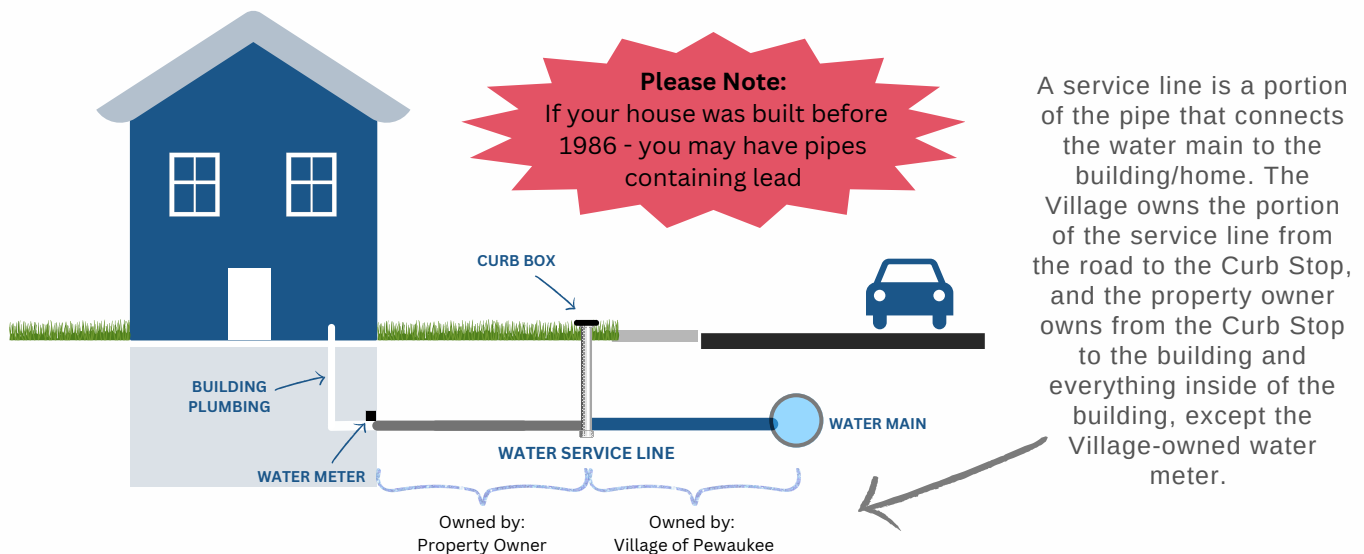 Please Note:
If your house was built before
1986 - you may have pipes
containing lead
A service line is a portion
of the pipe that connects
the water main to the
building/home. The
Village owns the portion
of the service line from
the road to the Curb Stop,
and the property owner
owns from the Curb Stop
to the building and
everything inside of the
building, except the
Village-owned water
meter.
CURB BOX
BUILDING
PLUMBING
WATER MAIN
WATER SERVICE LINE
WATER METER
Owned by:
Property Owner
Owned by:
Village of Pewaukee